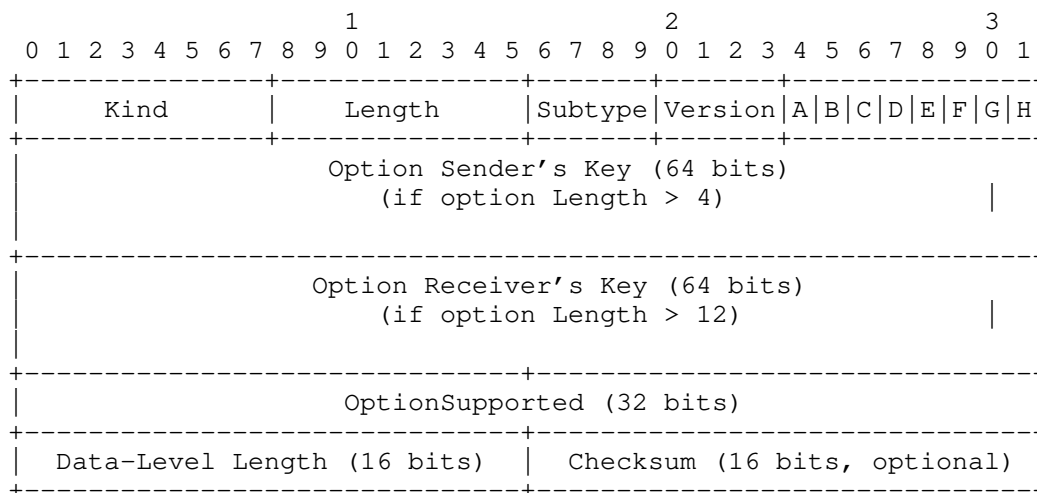 1                   2                   3
 0 1 2 3 4 5 6 7 8 9 0 1 2 3 4 5 6 7 8 9 0 1 2 3 4 5 6 7 8 9 0 1
+---------------+---------------+-------+-------+---------------
|     Kind      |    Length     |Subtype|Version|A|B|C|D|E|F|G|H
+---------------+---------------+-------+-------+---------------
|                   Option Sender’s Key (64 bits)
|                      (if option Length > 4)                |
|
+---------------------------------------------------------------
|                  Option Receiver’s Key (64 bits)
|                      (if option Length > 12)               |
|
+-------------------------------+-------------------------------
|                    OptionSupported (32 bits)
+-------------------------------+-------------------------------
|  Data-Level Length (16 bits)  |  Checksum (16 bits, optional)
+-------------------------------+-------------------------------